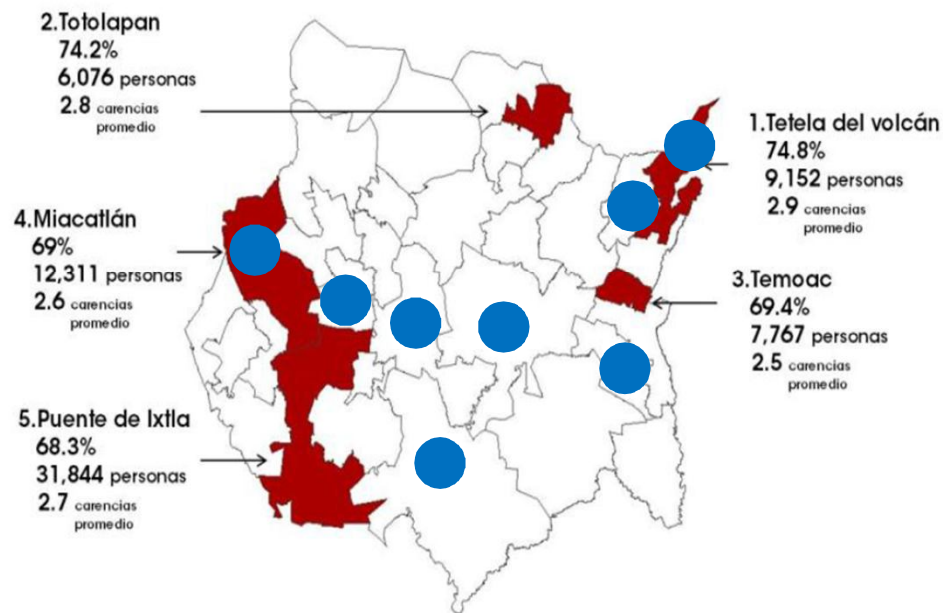 2.Totolapan
74.2%
6,076 personas
2.8 carencias
promedio
1.Tetela del volcán
74.8%
9,152 personas
2.9 carencias
promedio
4.Miacatlán
69%
12,311 personas
2.6 carencias
promedio
3.Temoac
69.4%
7,767 personas
2.5 carencias
promedio
5.Puente de Ixtla
68.3%
31,844 personas
2.7 carencias
promedio